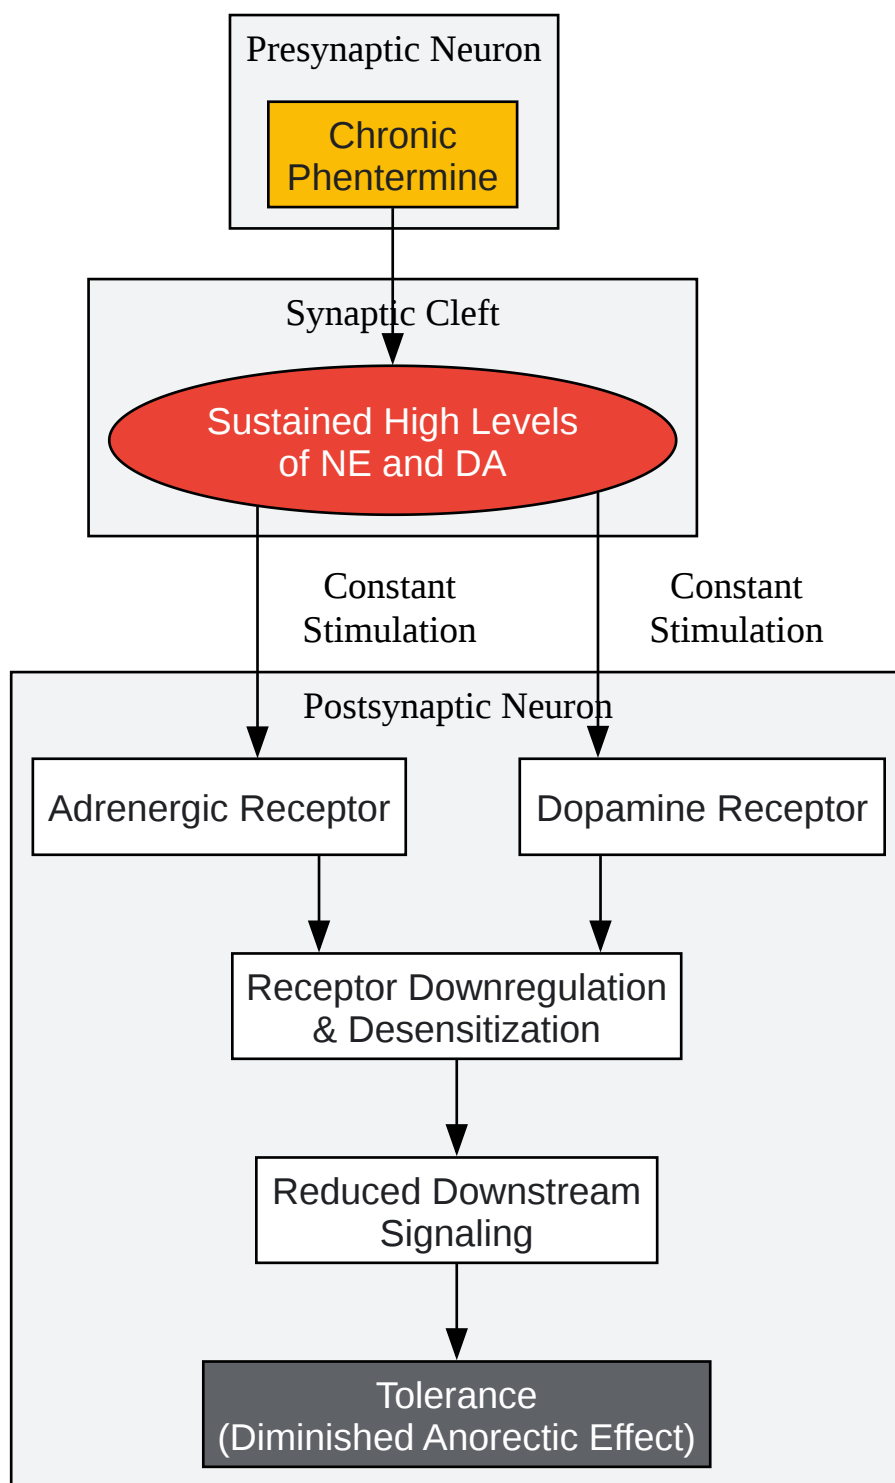 Presynaptic Neuron
Chronic
Phentermine
Synaptic Cleft
Sustained High Levels
of NE and DA
Constant
Stimulation
Constant
Stimulation
Postsynaptic Neuron
Adrenergic Receptor
Dopamine Receptor
Receptor Downregulation
& Desensitization
Reduced Downstream
Signaling
Tolerance
(Diminished Anorectic Effect)